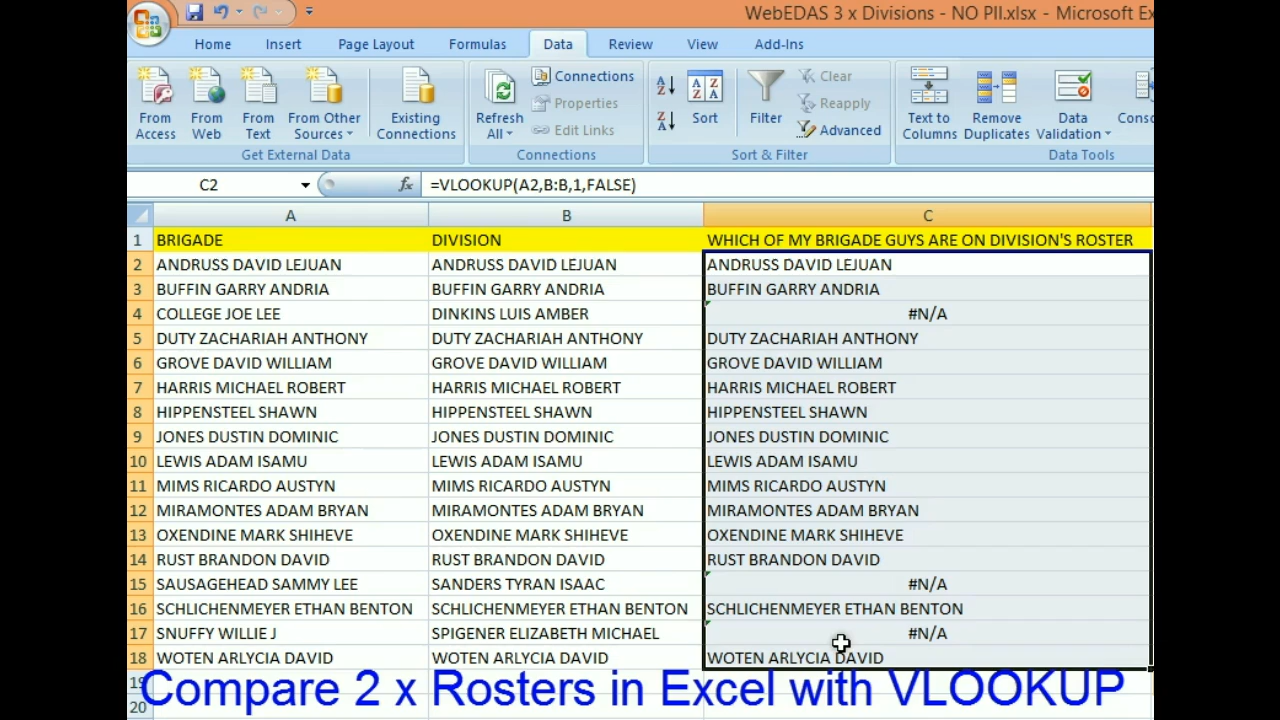 WebEDAS 3 x Divisions - NO PII.xlsx - Microsoft Ex
Home Insert Page Layout Formulas Data Review View Add-Ins
From Access
From Web
From Text
From Other Sources
Existing Connections
Refresh All
Connections
Properties
Edit Links
Sort
Filter
Clear
Reapply
Advanced
Text to Columns
Remove Duplicates
Data Validation
Conso
Get External Data Connections Sort & Filter Data Tools
C2 fx =VLOOKUP(A2,B:B,1,FALSE)
A B C
1 BRIGADE DIVISION WHICH OF MY BRIGADE GUYS ARE ON DIVISION'S ROSTER
2 ANDRUSS DAVID LEJUAN ANDRUSS DAVID LEJUAN ANDRUSS DAVID LEJUAN
3 BUFFIN GARRY ANDRIA BUFFIN GARRY ANDRIA BUFFIN GARRY ANDRIA
4 COLLEGE JOE LEE DINKINS LUIS AMBER #N/A
5 DUTY ZACHARIAH ANTHONY DUTY ZACHARIAH ANTHONY DUTY ZACHARIAH ANTHONY
6 GROVE DAVID WILLIAM GROVE DAVID WILLIAM GROVE DAVID WILLIAM
7 HARRIS MICHAEL ROBERT HARRIS MICHAEL ROBERT HARRIS MICHAEL ROBERT
8 HIPPENSTEEL SHAWN HIPPENSTEEL SHAWN HIPPENSTEEL SHAWN
9 JONES DUSTIN DOMINIC JONES DUSTIN DOMINIC JONES DUSTIN DOMINIC
10 LEWIS ADAM ISAMU LEWIS ADAM ISAMU LEWIS ADAM ISAMU
11 MIMS RICARDO AUSTYN MIMS RICARDO AUSTYN MIMS RICARDO AUSTYN
12 MIRAMONTES ADAM BRYAN MIRAMONTES ADAM BRYAN MIRAMONTES ADAM BRYAN
13 OXENDINE MARK SHIHEVE OXENDINE MARK SHIHEVE OXENDINE MARK SHIHEVE
14 RUST BRANDON DAVID RUST BRANDON DAVID RUST BRANDON DAVID
15 SAUSAGEHEAD SAMMY LEE SANDERS TYRAN ISAAC #N/A
16 SCHLICHENMEYER ETHAN BENTON SCHLICHENMEYER ETHAN BENTON SCHLICHENMEYER ETHAN BENTON
17 SNUFFY WILLIE J SPIGENER ELIZABETH MICHAEL #N/A
18 WOTEN ARLYCIA DAVID WOTEN ARLYCIA DAVID WOTEN ARLYCIA DAVID
19
Compare 2 x Rosters in Excel with VLOOKUP
20